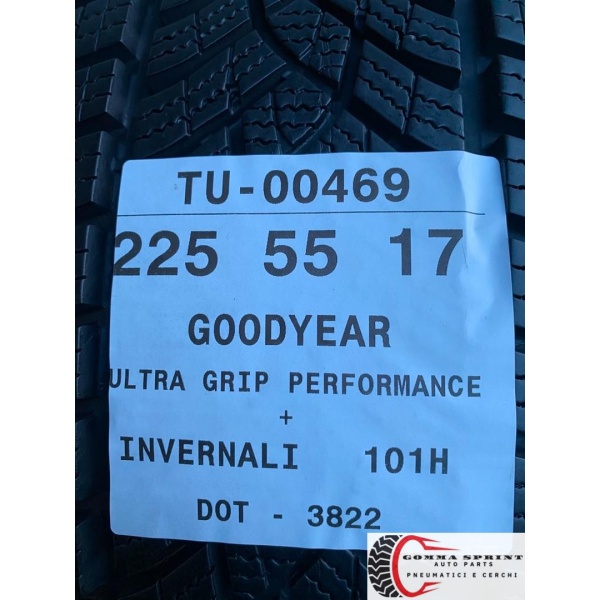 TU-00469
225 55 17
GOODYEAR
ULTRA GRIP PERFORMANCE
+
INVERNALI 101H
DOT - 3822
GOMMA SPRINT
AUTO PARTS
PNEUMATICI E CERCHI